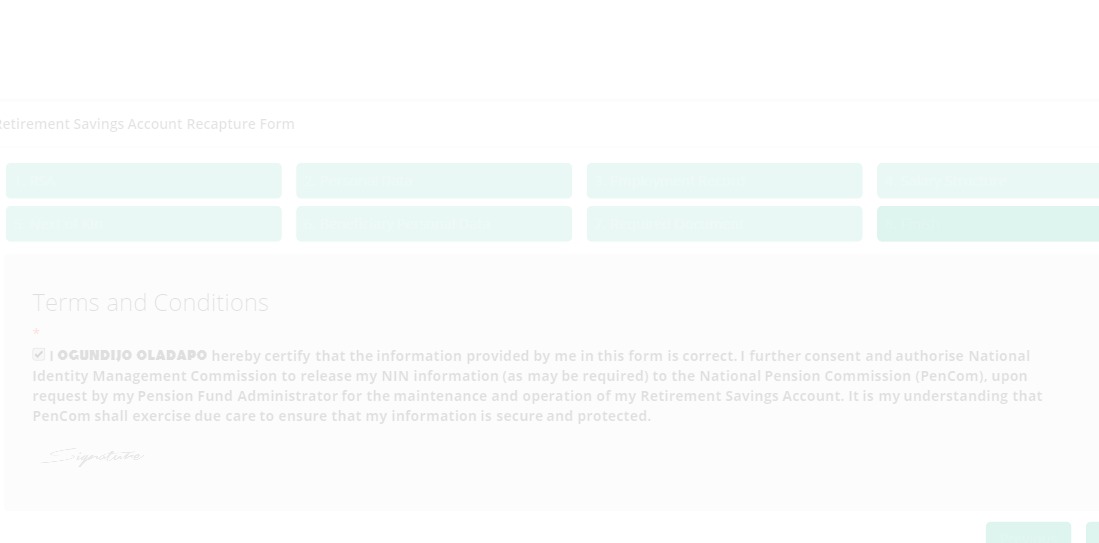 Retirement Savings Account Recapture Form
Terms and Conditions
*
I OGUNDIJO OLADAPO hereby certify that the information provided by me in this form is correct. I further consent and authorise National
Identity Management Commission to release my NIN information (as may be required) to the National Pension Commission (PenCom), upon
request by my Pension Fund Administrator for the maintenance and operation of my Retirement Savings Account. It is my understanding that
PenCom shall exercise due care to ensure that my information is secure and protected.
Signature